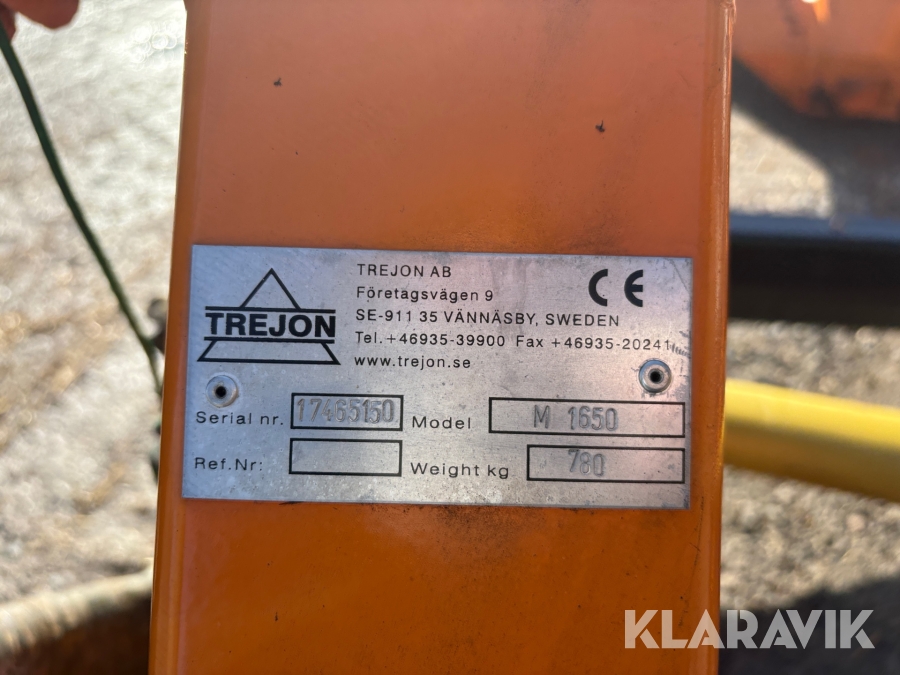 TREJON
TREJON AB
Företagsvägen 9
SE-911 35 VÄNNÄSBY, SWEDEN
Tel. +46935-39900 Fax +46935-20241
www.trejon.se
CE
Serial nr. 17465150 Model M 1650
Ref.Nr: Weight kg 780
KLARAVIK